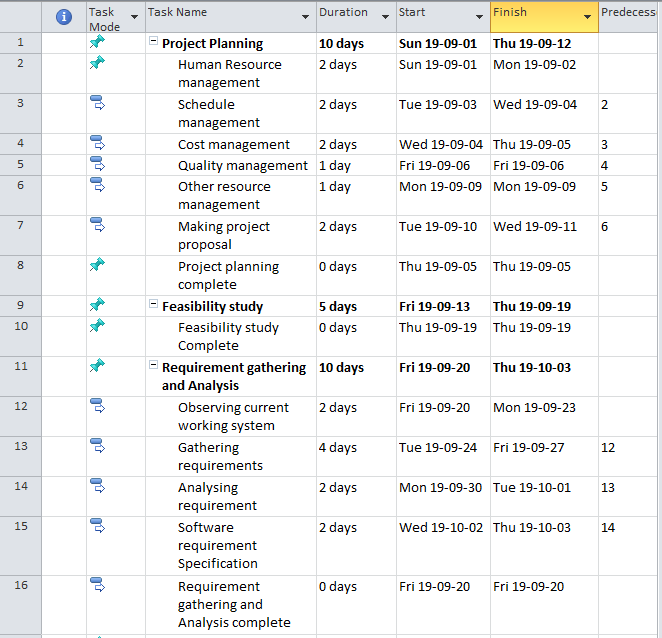 Task Mode Task Name Duration Start Finish Predecess
1 Project Planning 10 days Sun 19-09-01 Thu 19-09-12
2 Human Resource management 2 days Sun 19-09-01 Mon 19-09-02
3 Schedule management 2 days Tue 19-09-03 Wed 19-09-04 2
4 Cost management 2 days Wed 19-09-04 Thu 19-09-05 3
5 Quality management 1 day Fri 19-09-06 Fri 19-09-06 4
6 Other resource management 1 day Mon 19-09-09 Mon 19-09-09 5
7 Making project proposal 2 days Tue 19-09-10 Wed 19-09-11 6
8 Project planning complete 0 days Thu 19-09-05 Thu 19-09-05
9 Feasibility study 5 days Fri 19-09-13 Thu 19-09-19
10 Feasibility study Complete 0 days Thu 19-09-19 Thu 19-09-19
11 Requirement gathering and Analysis 10 days Fri 19-09-20 Thu 19-10-03
12 Observing current working system 2 days Fri 19-09-20 Mon 19-09-23
13 Gathering requirements 4 days Tue 19-09-24 Fri 19-09-27 12
14 Analysing requirement 2 days Mon 19-09-30 Tue 19-10-01 13
15 Software requirement Specification 2 days Wed 19-10-02 Thu 19-10-03 14
16 Requirement gathering and Analysis complete 0 days Fri 19-09-20 Fri 19-09-20